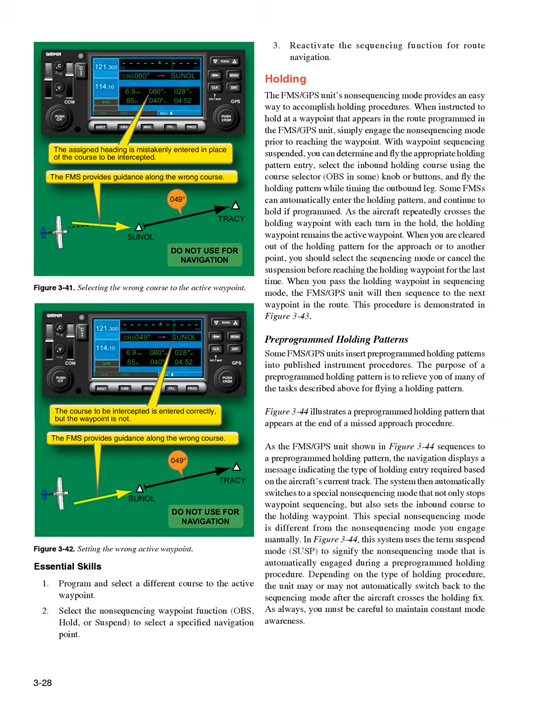 GARMIN
121.300
CRS080° → SUNOL
114.10
6.9 080° 028°
85 040° 04:52
COM
GPS
PUSH
C/V
PUSH
CRSR
The assigned heading is mistakenly entered in place
of the course to be intercepted.
The FMS provides guidance along the wrong course.
049°
TRACY
SUNOL
DO NOT USE FOR
NAVIGATION
Figure 3-41. Selecting the wrong course to the active waypoint.
GARMIN
121.300
CRS049° → SUNOL
114.10
6.9 080° 028°
85 040° 04:52
COM
GPS
PUSH
C/V
PUSH
CRSR
The course to be intercepted is entered correctly,
but the waypoint is not.
The FMS provides guidance along the wrong course.
049°
TRACY
SUNOL
DO NOT USE FOR
NAVIGATION
Figure 3-42. Setting the wrong active waypoint.
Essential Skills
1. Program and select a different course to the active
waypoint.
2. Select the nonsequencing waypoint function (OBS,
Hold, or Suspend) to select a specified navigation
point.
3. Reactivate the sequencing function for route
navigation.
Holding
The FMS/GPS unit's nonsequencing mode provides an easy
way to accomplish holding procedures. When instructed to
hold at a waypoint that appears in the route programmed in
the FMS/GPS unit, simply engage the nonsequencing mode
prior to reaching the waypoint. With waypoint sequencing
suspended, you can determine and fly the appropriate holding
pattern entry, select the inbound holding course using the
course selector (OBS in some) knob or buttons, and fly the
holding pattern while timing the outbound leg. Some FMSs
can automatically enter the holding pattern, and continue to
hold if programmed. As the aircraft repeatedly crosses the
holding waypoint with each turn in the hold, the holding
waypoint remains the active waypoint. When you are cleared
out of the holding pattern for the approach or to another
point, you should select the sequencing mode or cancel the
suspension before reaching the holding waypoint for the last
time. When you pass the holding waypoint in sequencing
mode, the FMS/GPS unit will then sequence to the next
waypoint in the route. This procedure is demonstrated in
Figure 3-43.
Preprogrammed Holding Patterns
Some FMS/GPS units insert preprogrammed holding patterns
into published instrument procedures. The purpose of a
preprogrammed holding pattern is to relieve you of many of
the tasks described above for flying a holding pattern.
Figure 3-44 illustrates a preprogrammed holding pattern that
appears at the end of a missed approach procedure.
As the FMS/GPS unit shown in Figure 3-44 sequences to
a preprogrammed holding pattern, the navigation displays a
message indicating the type of holding entry required based
on the aircraft's current track. The system then automatically
switches to a special nonsequencing mode that not only stops
waypoint sequencing, but also sets the inbound course to
the holding waypoint. This special nonsequencing mode
is different from the nonsequencing mode you engage
manually. In Figure 3-44, this system uses the term suspend
mode (SUSP) to signify the nonsequencing mode that is
automatically engaged during a preprogrammed holding
procedure. Depending on the type of holding procedure,
the unit may or may not automatically switch back to the
sequencing mode after the aircraft crosses the holding fix.
As always, you must be careful to maintain constant mode
awareness.
3-28